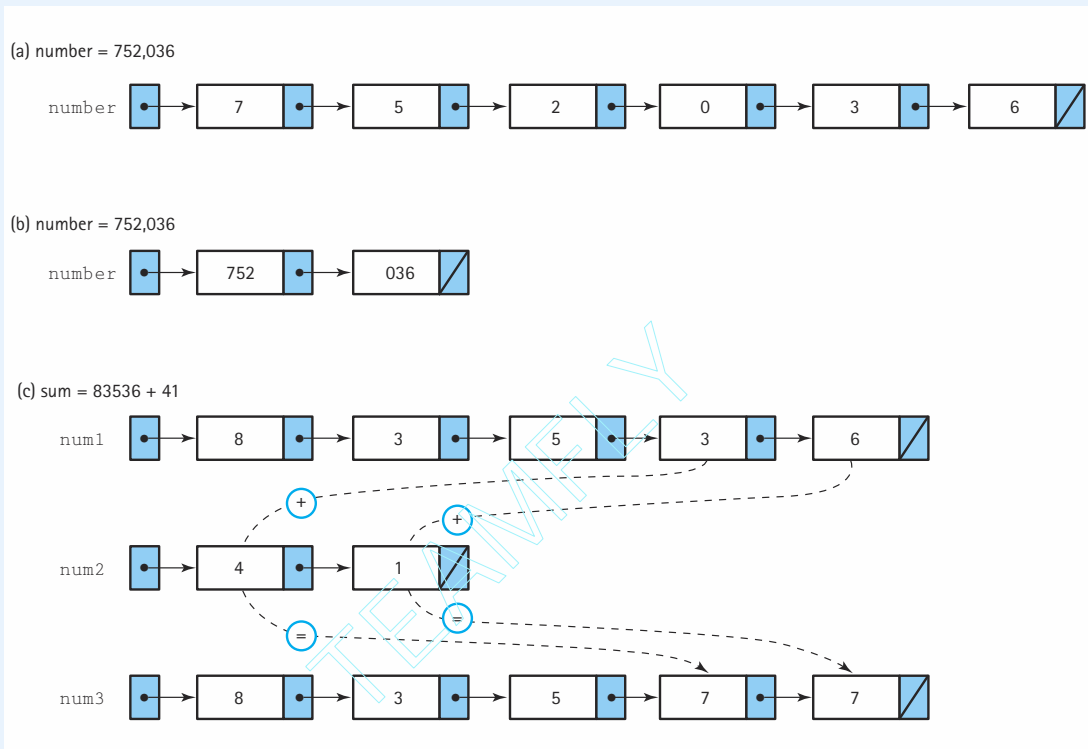 (a) number = 752,036
number 7 5 2 0 3 6
(b) number = 752,036
number 752 036
(c) sum = 83536 + 41
num1 8 3 5 3 6
+ +
num2 4 1
= =
num3 8 3 5 7 7
TEAMFLY